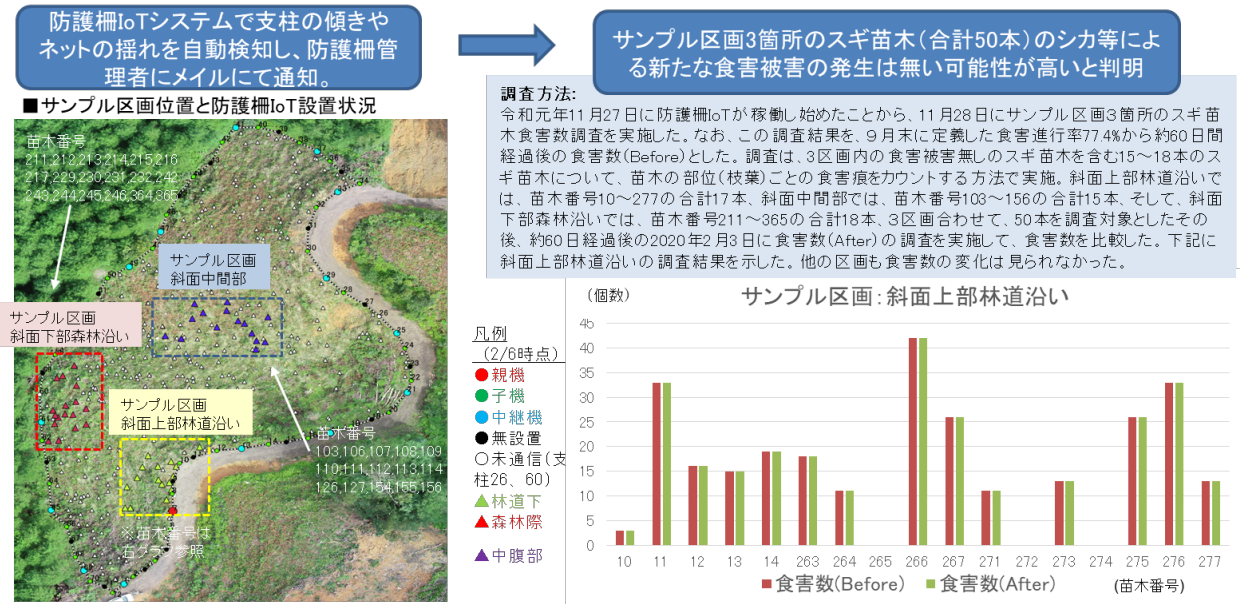 防護柵IoTシステムで支柱の傾きや
ネットの揺れを自動検知し、防護柵管
理者にメイルにて通知。
サンプル区画3箇所のスギ苗木（合計50本）のシカ等によ
る新たな食害被害の発生は無い可能性が高いと判明
■サンプル区画位置と防護柵IoT設置状況
苗木番号
211,212,213,214,215,216
217,229,230,231,232,242
243,244,245,246,364,365
サンプル区画
斜面中間部
サンプル区画
斜面下部森林沿い
サンプル区画
斜面上部林道沿い
苗木番号
103,106,107,108,109
110,111,112,113,114
126,127,154,155,156
※苗木番号は
右グラフ参照
調査方法:
令和元年11月27日に防護柵IoTが稼働し始めたことから、11月28日にサンプル区画3箇所のスギ苗
木食害数調査を実施した。なお、この調査結果を、９月末に定義した食害進行率77.4%から約60日間
経過後の食害数(Before)とした。調査は、3区画内の食害被害無しのスギ苗木を含む15～18本のス
ギ苗木について、苗木の部位(枝葉)ごとの食害痕をカウントする方法で実施。斜面上部林道沿いで
は、苗木番号10～277の合計17本、斜面中間部では、苗木番号103～156の合計15本、そして、斜面
下部森林沿いでは、苗木番号211～365の合計18本、3区画合わせて、50本を調査対象としたその
後、約60日経過後の2020年2月3日に食害数(After)の調査を実施して、食害数を比較した。下記に
斜面上部林道沿いの調査結果を示した。他の区画も食害数の変化は見られなかった。
凡例
（2/6時点）
●親機
●子機
●中継機
●無設置
○未通信(支
柱26、60)
▲林道下
▲森林際
▲中腹部
(個数)
サンプル区画：斜面上部林道沿い
45
40
35
30
25
20
15
10
5
0
10 11 12 13 14 263 264 265 266 267 271 272 273 274 275 276 277
■食害数(Before) ■食害数(After)
(苗木番号)